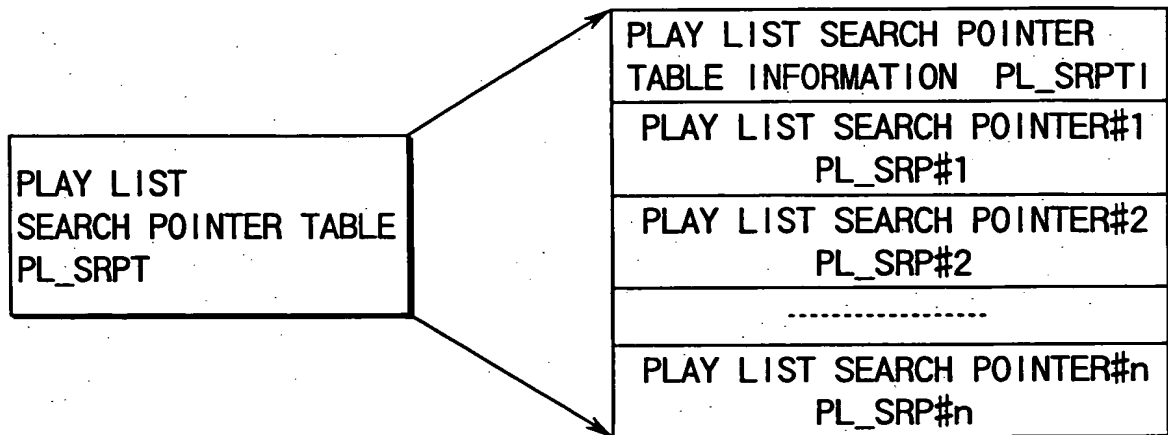 PLAY LIST
SEARCH POINTER TABLE
PL_SRPT
PLAY LIST SEARCH POINTER
TABLE INFORMATION PL_SRPTI
PLAY LIST SEARCH POINTER#1
PL_SRP#1
PLAY LIST SEARCH POINTER#2
PL_SRP#2
------------------
PLAY LIST SEARCH POINTER#n
PL_SRP#n